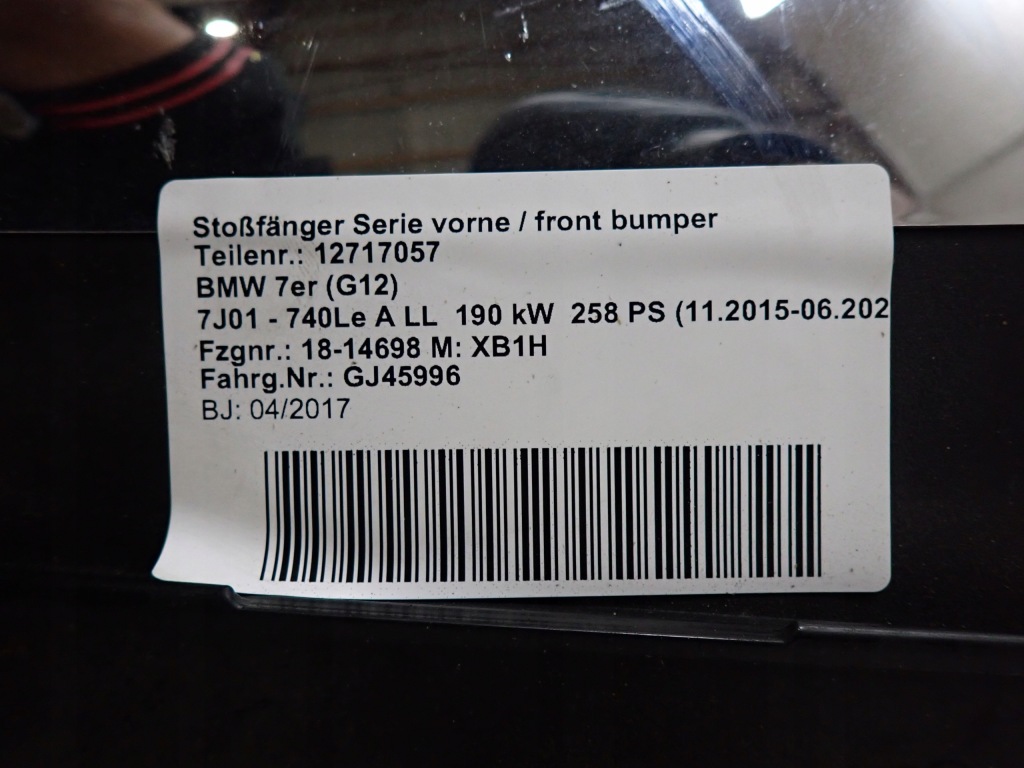 Stoßfänger Serie vorne / front bumper
Teilenr.: 12717057
BMW 7er (G12)
7J01 - 740Le A LL 190 kW 258 PS (11.2015-06.202
Fzgnr.: 18-14698 M: XB1H
Fahrg.Nr.: GJ45996
BJ: 04/2017